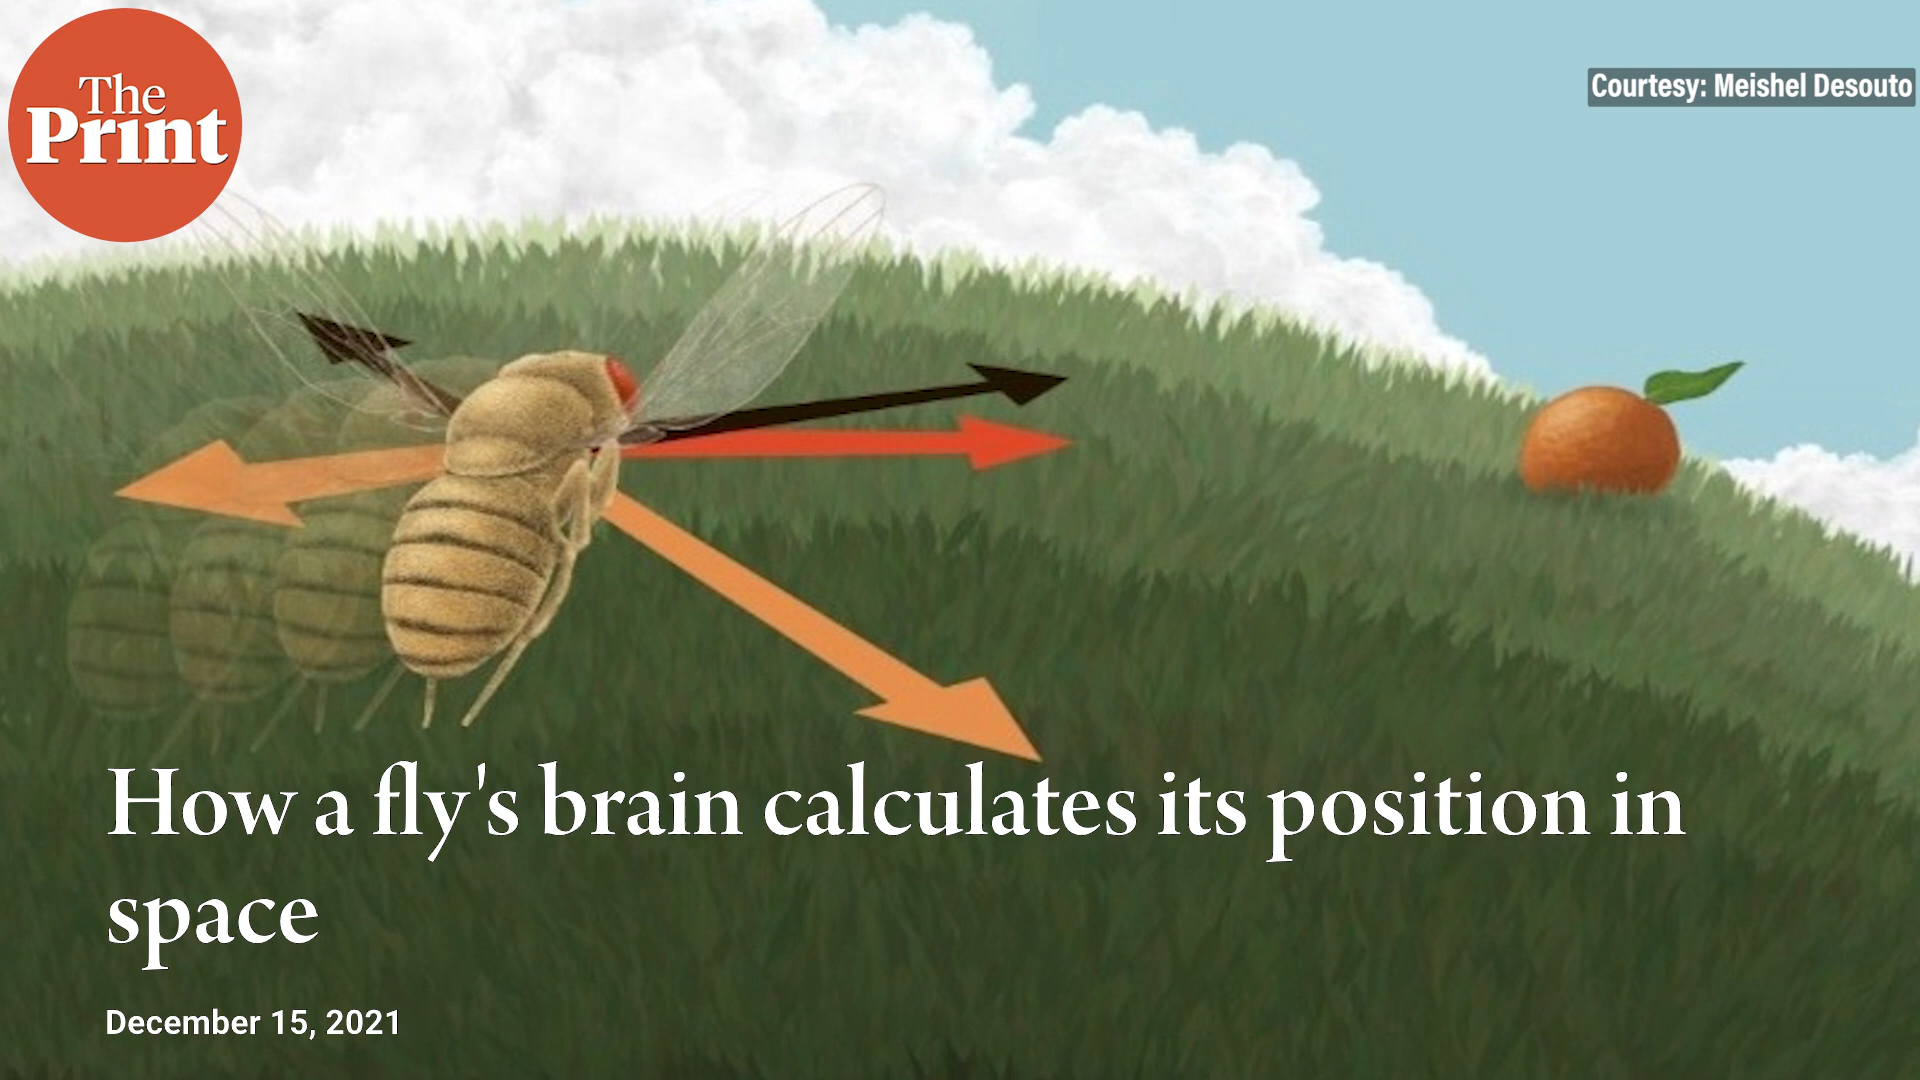 The
Print
Courtesy: Meishel Desouto
How a fly's brain calculates its position in
space
December 15, 2021